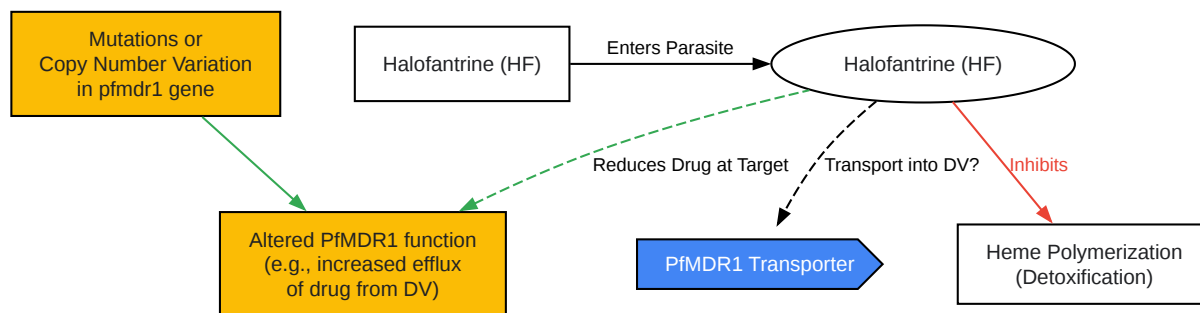 Mutations or
Copy Number Variation
in pfmdr1 gene
Halofantrine (HF)
Enters Parasite
Halofantrine (HF)
Reduces Drug at Target
Transport into DV?
Inhibits
Altered PfMDR1 function
(e.g., increased efflux
of drug from DV)
PfMDR1 Transporter
Heme Polymerization
(Detoxification)